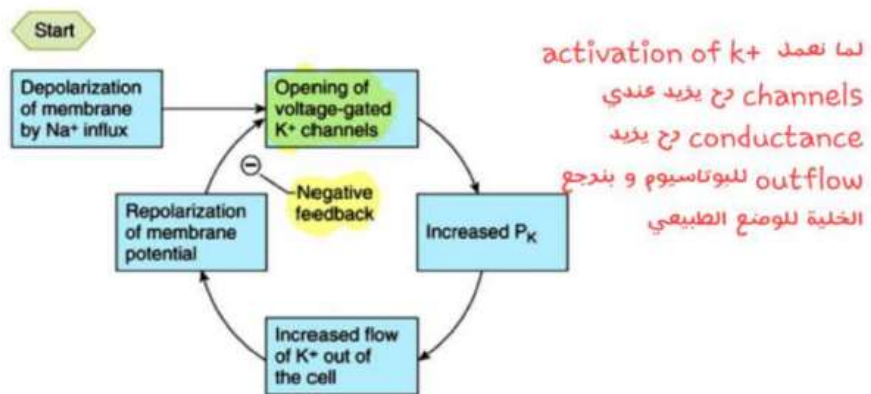 Start
Depolarization
of membrane
by Na⁺ influx
Opening of
voltage-gated
K⁺ channels
Negative
feedback
Increased Pₖ
Increased flow
of K⁺ out of
the cell
Repolarization
of membrane
potential
لما نعمل activation of k+
channels رح يزيد عندي
conductance رح يزيد
outflow للبوتاسيوم و بنرجع
الخلية للوضع الطبيعي